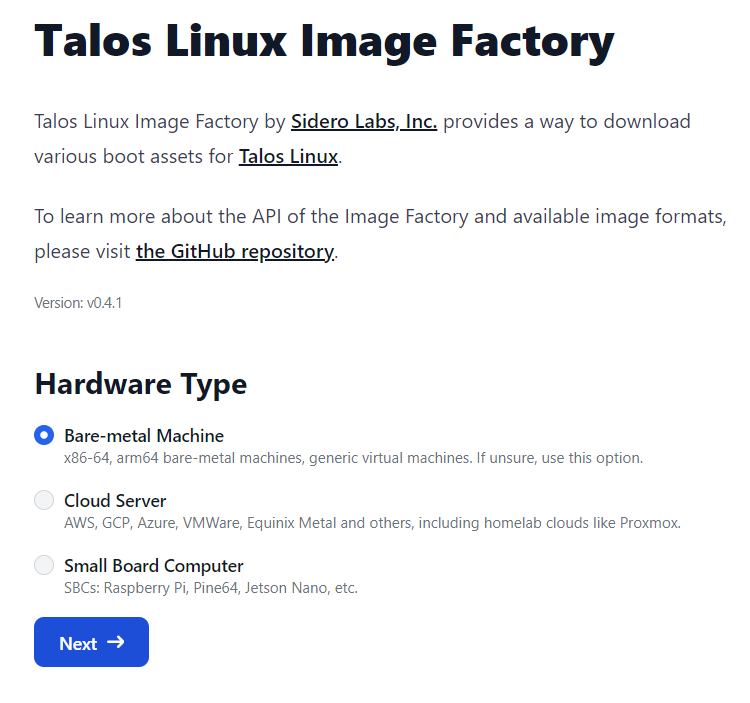 Talos Linux Image Factory
Talos Linux Image Factory by Sidero Labs, Inc. provides a way to download
various boot assets for Talos Linux.
To learn more about the API of the Image Factory and available image formats,
please visit the GitHub repository.
Version: v0.4.1
Hardware Type
Bare-metal Machine
x86-64, arm64 bare-metal machines, generic virtual machines. If unsure, use this option.
Cloud Server
AWS, GCP, Azure, VMWare, Equinix Metal and others, including homelab clouds like Proxmox.
Small Board Computer
SBCs: Raspberry Pi, Pine64, Jetson Nano, etc.
Next →